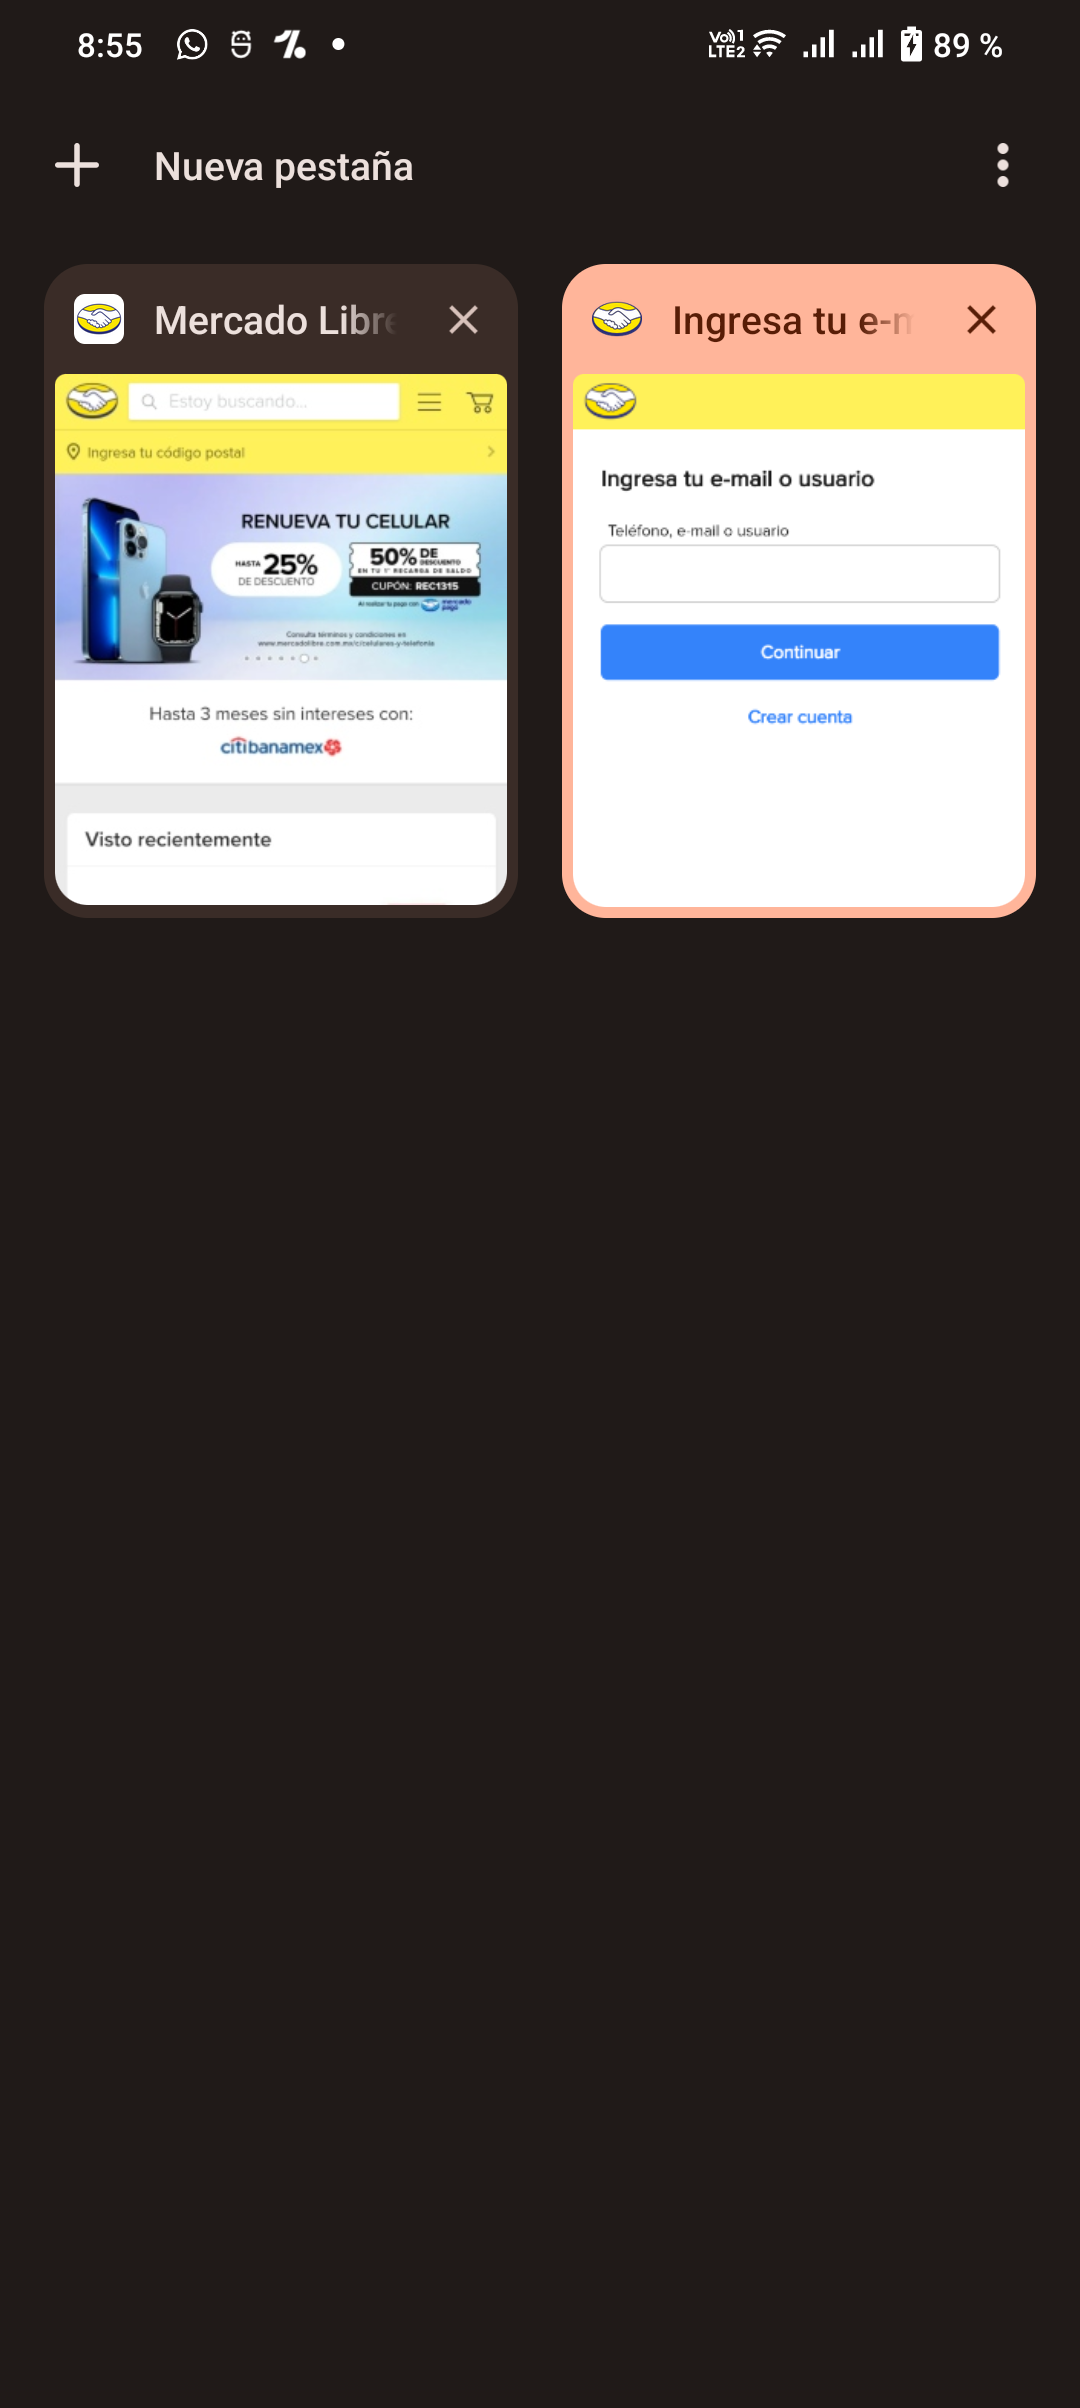 8:55
Vo)) 1
LTE2
89 %
Nueva pestaña
Mercado Libre
Estoy buscando...
Ingresa tu código postal
RENUEVA TU CELULAR
HASTA 25%
DE DESCUENTO
50% DE DESCUENTO
EN TU 1ª RECARGA DE SALDO
CUPÓN: REC1315
Al realizar tu pago con mercado pago
Consulta términos y condiciones en
www.mercadolibre.com.mx/c/celulares-y-telefonia
Hasta 3 meses sin intereses con:
citibanamex
Visto recientemente
Ingresa tu e-m
Ingresa tu e-mail o usuario
Teléfono, e-mail o usuario
Continuar
Crear cuenta